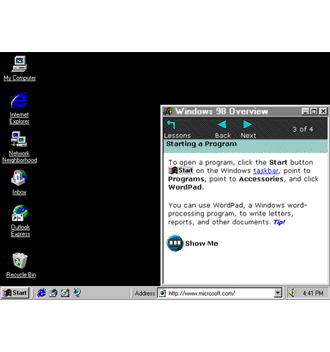 My Computer
Internet
Explorer
Network
Neighborhood
Inbox
Outlook
Express
Recycle Bin
Windows 98 Overview
Lessons
Back
Next
3 of 4
Starting a Program
To open a program, click the Start button
Start on the Windows taskbar, point to
Programs, point to Accessories, and click
WordPad.
You can use WordPad, a Windows word-
processing program, to write letters,
reports, and other documents. Tip!
Show Me
Start
Address
http://www.microsoft.com/
4:41 PM